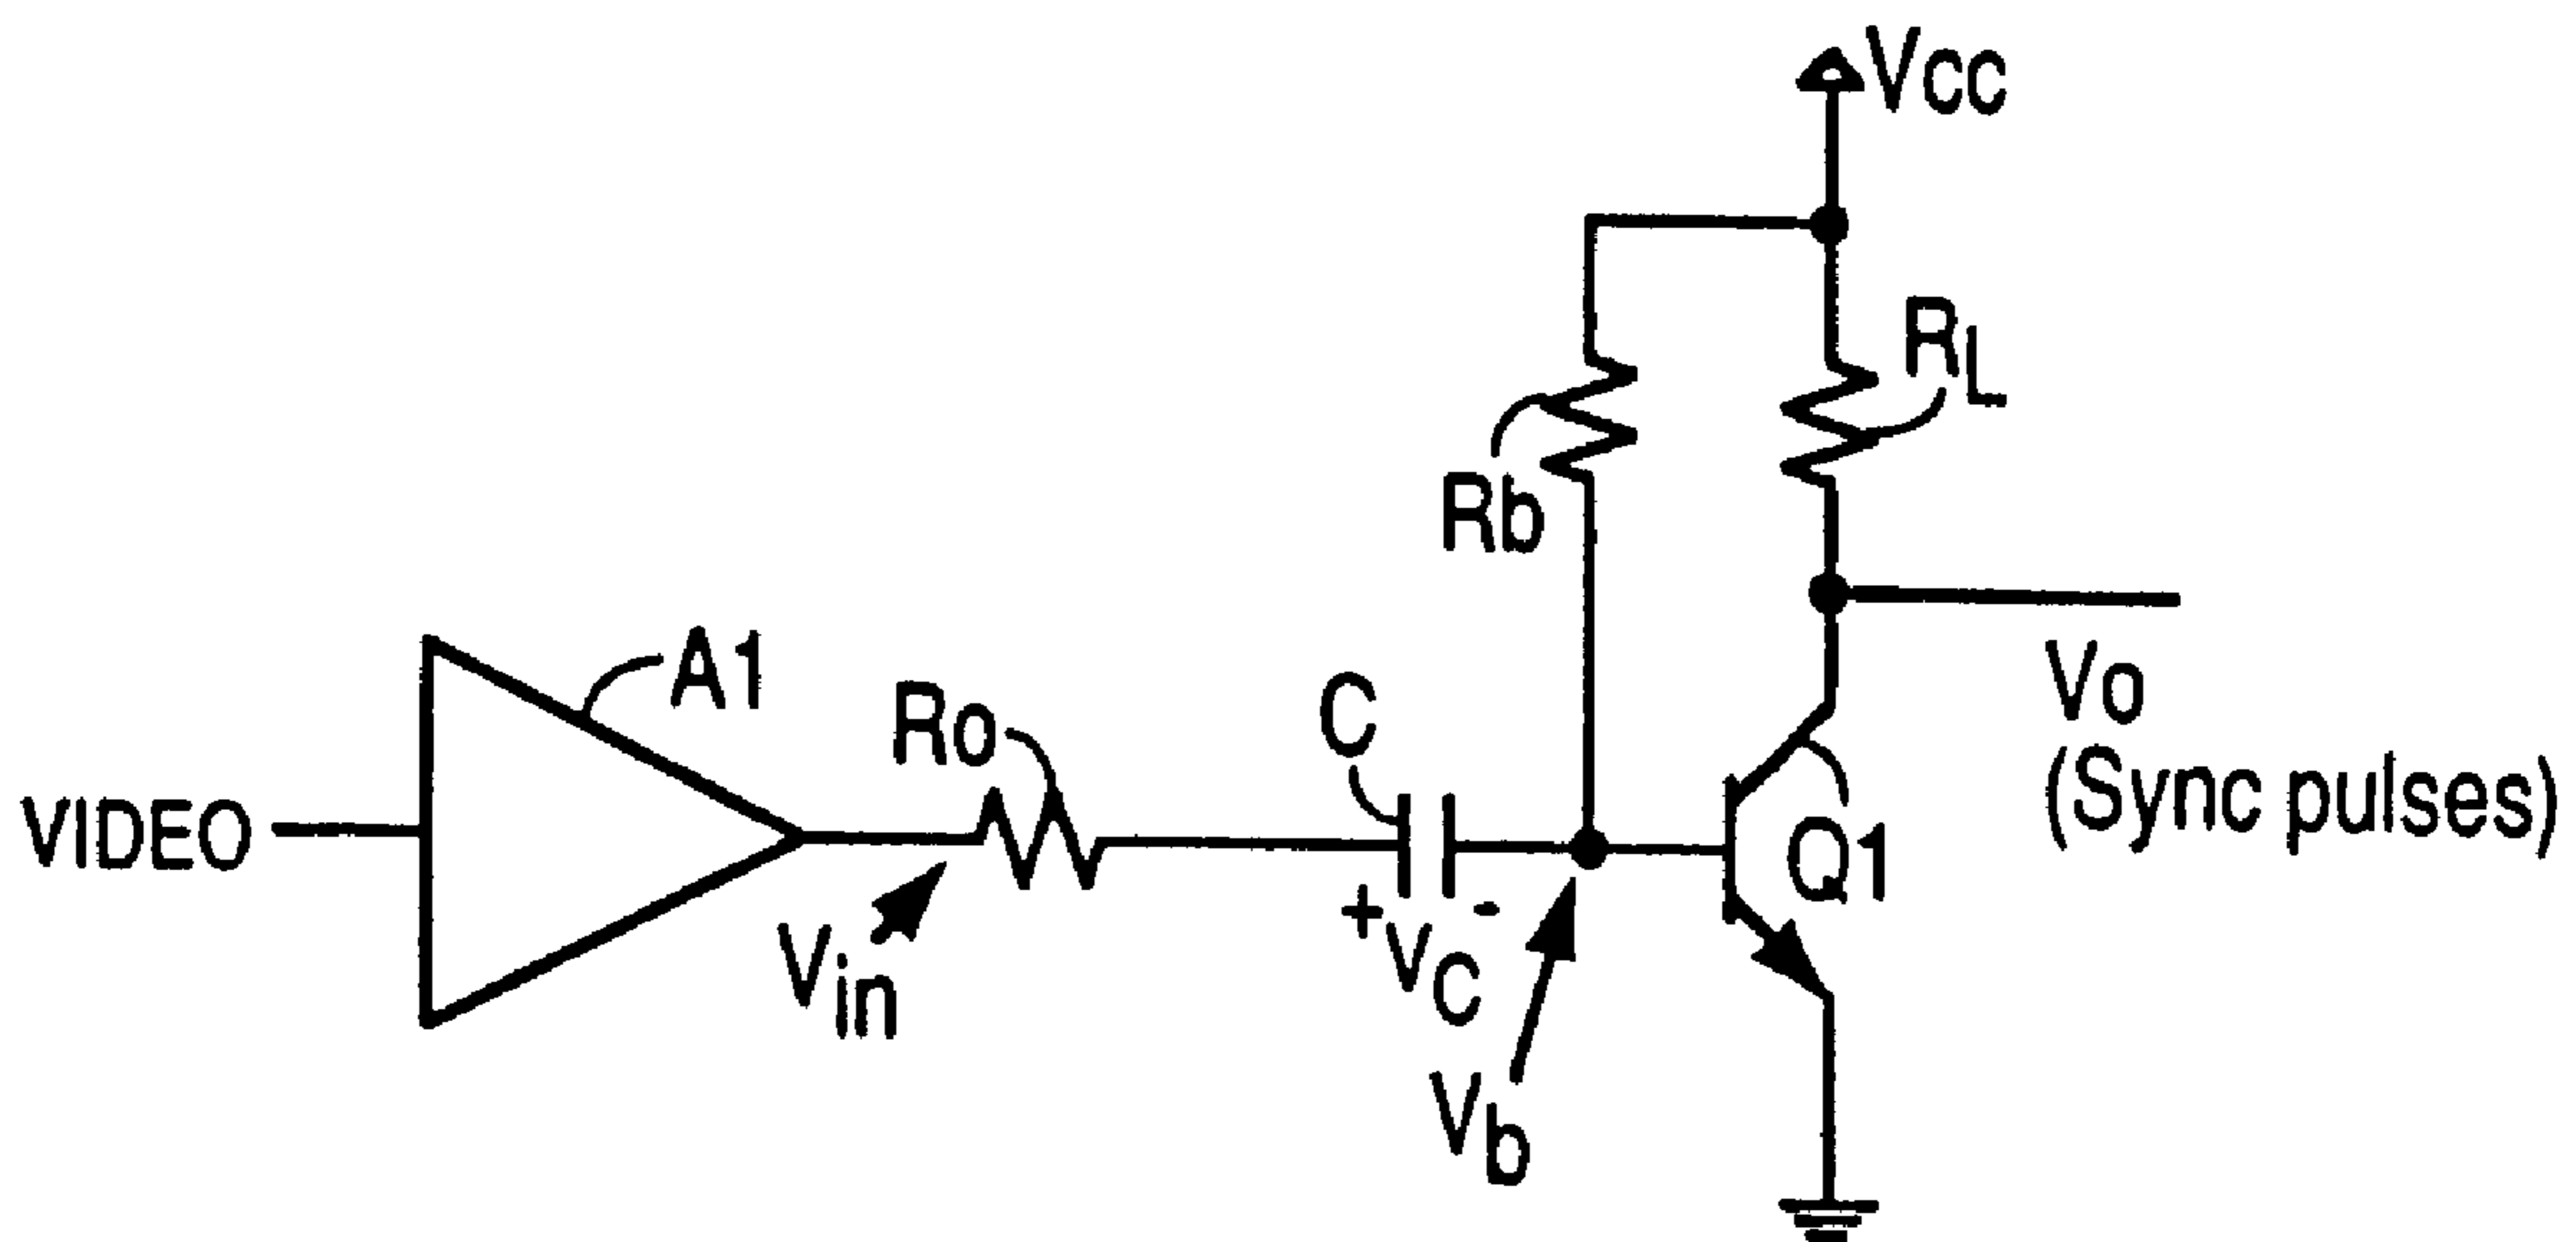 Vcc
RL
Rb
A1
Ro
C
VIDEO
Vo
(Sync pulses)
Q1
+
-
Vin
VC
Vb